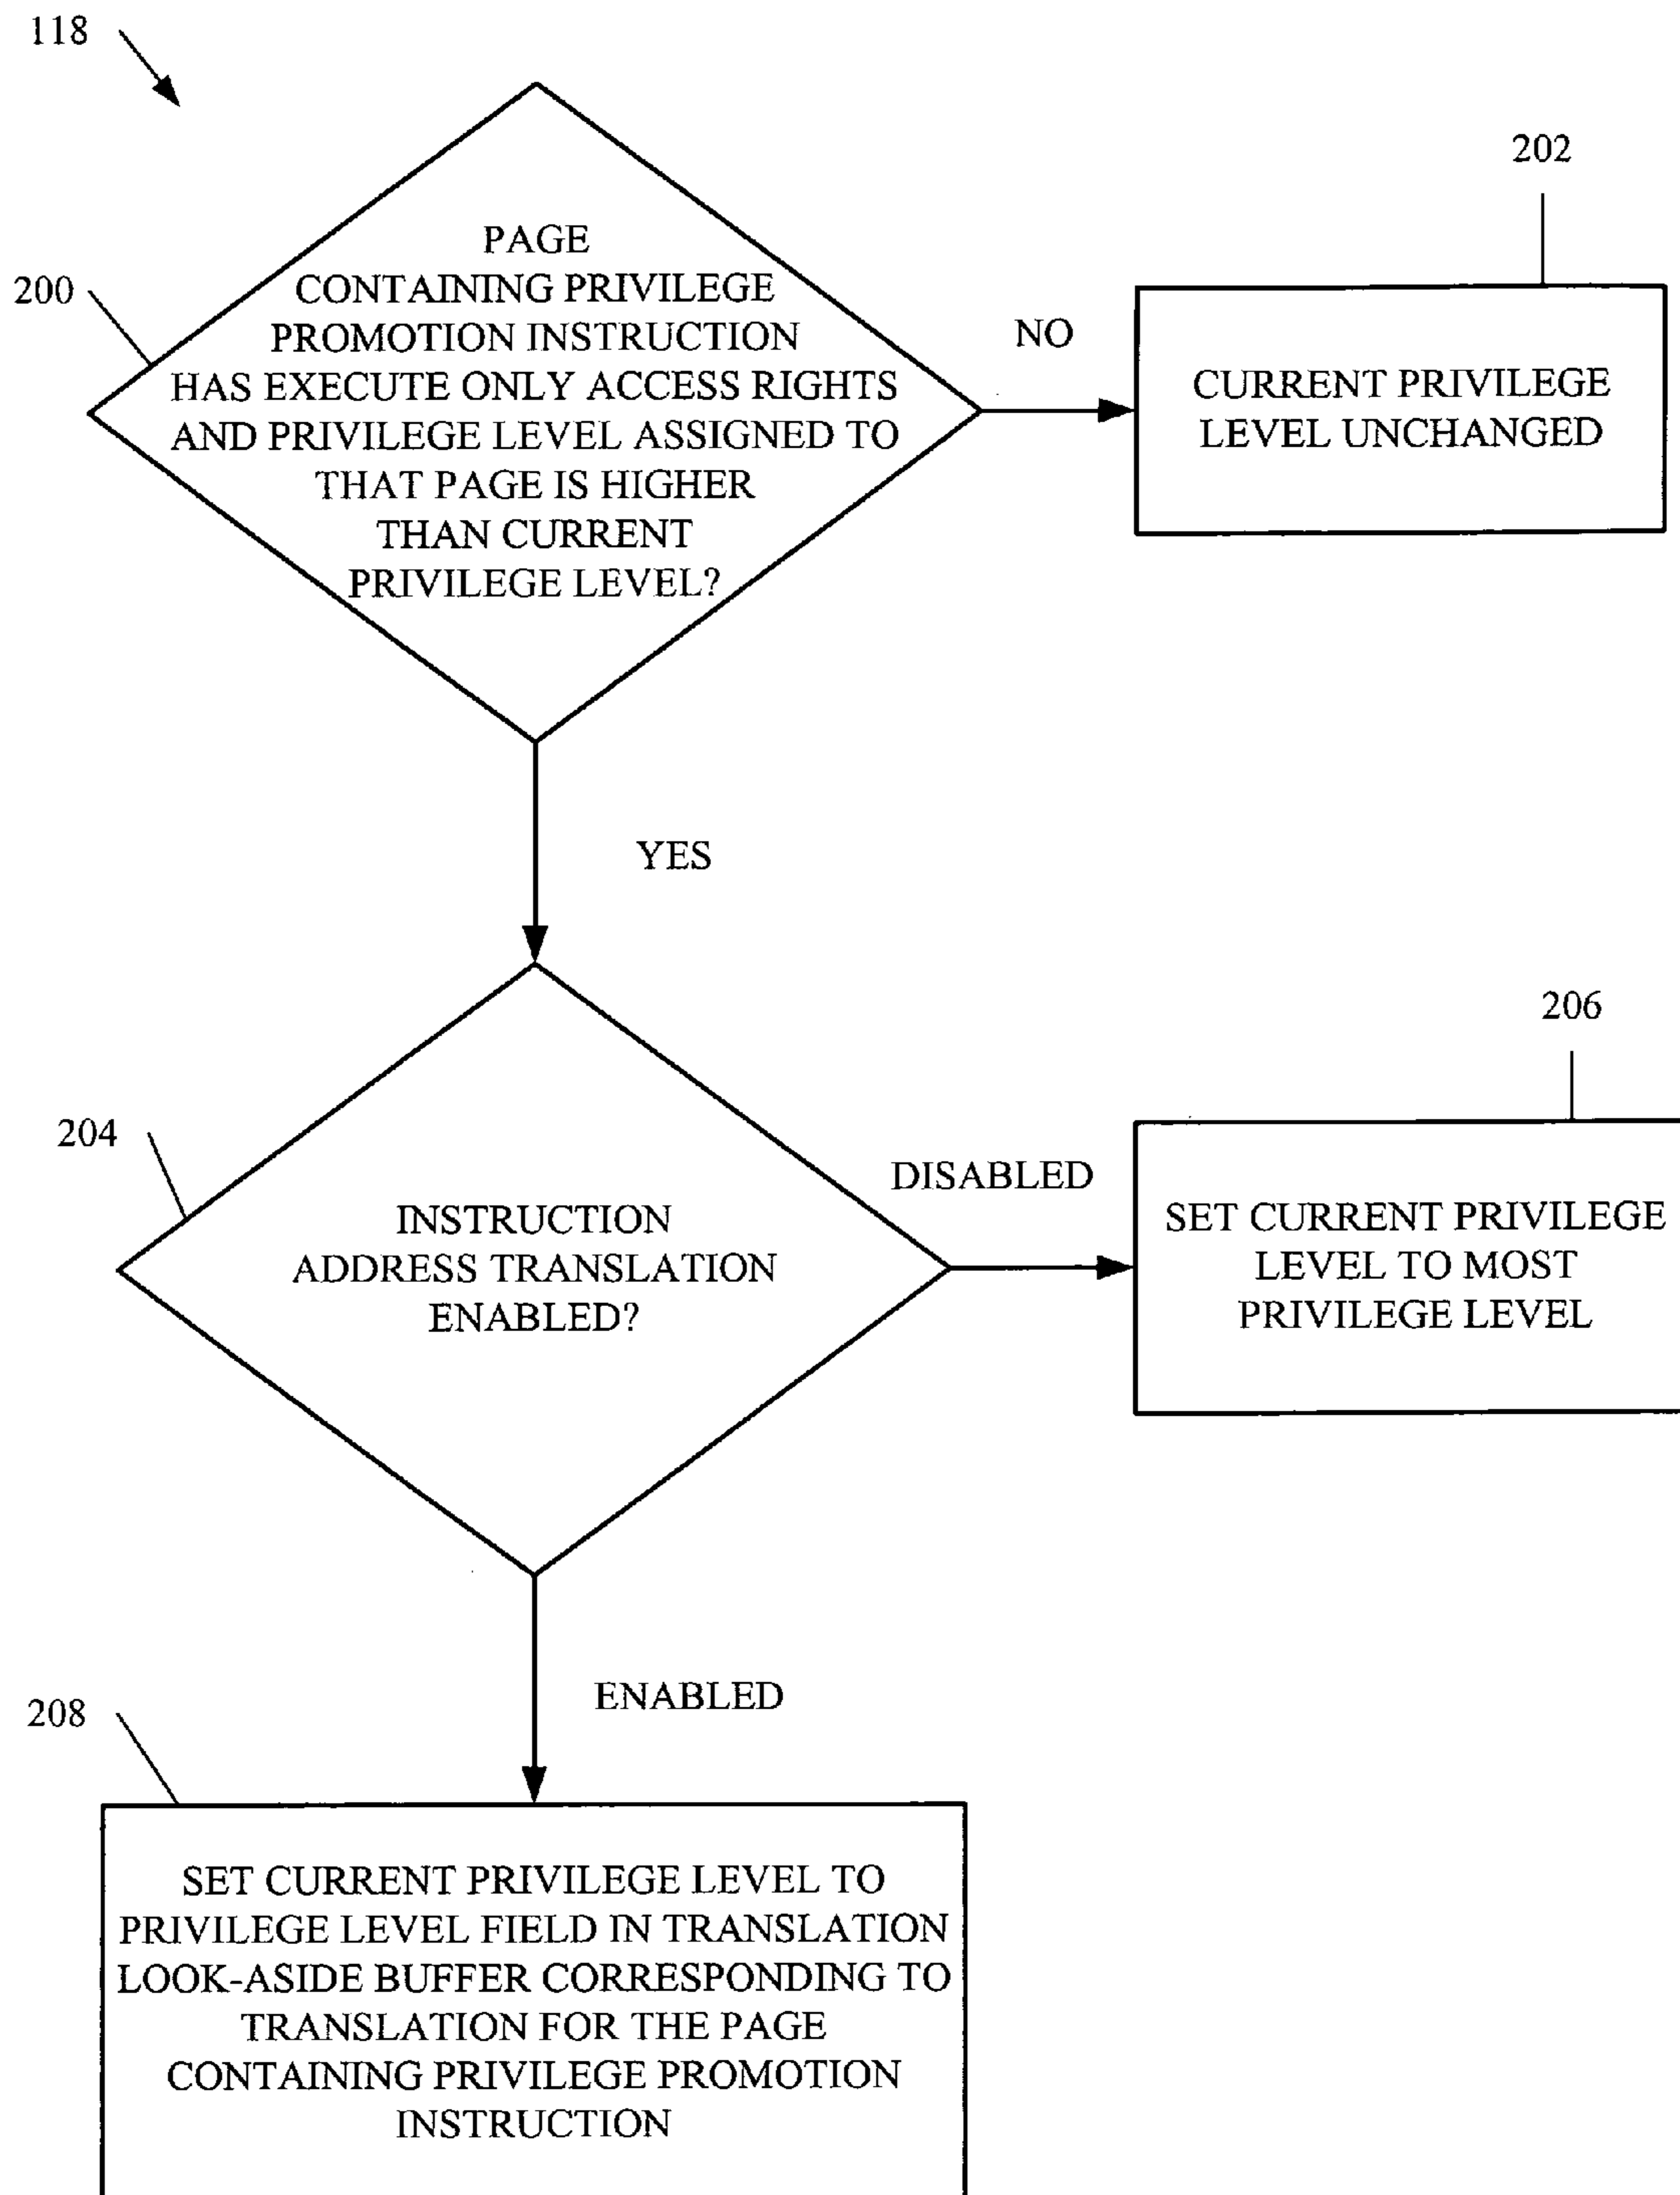 118
202
PAGE
CONTAINING PRIVILEGE
PROMOTION INSTRUCTION
HAS EXECUTE ONLY ACCESS RIGHTS
AND PRIVILEGE LEVEL ASSIGNED TO
THAT PAGE IS HIGHER
THAN CURRENT
PRIVILEGE LEVEL?
200
NO
CURRENT PRIVILEGE
LEVEL UNCHANGED
YES
206
204
INSTRUCTION
ADDRESS TRANSLATION
ENABLED?
DISABLED
SET CURRENT PRIVILEGE
LEVEL TO MOST
PRIVILEGE LEVEL
ENABLED
208
SET CURRENT PRIVILEGE LEVEL TO
PRIVILEGE LEVEL FIELD IN TRANSLATION
LOOK-ASIDE BUFFER CORRESPONDING TO
TRANSLATION FOR THE PAGE
CONTAINING PRIVILEGE PROMOTION
INSTRUCTION